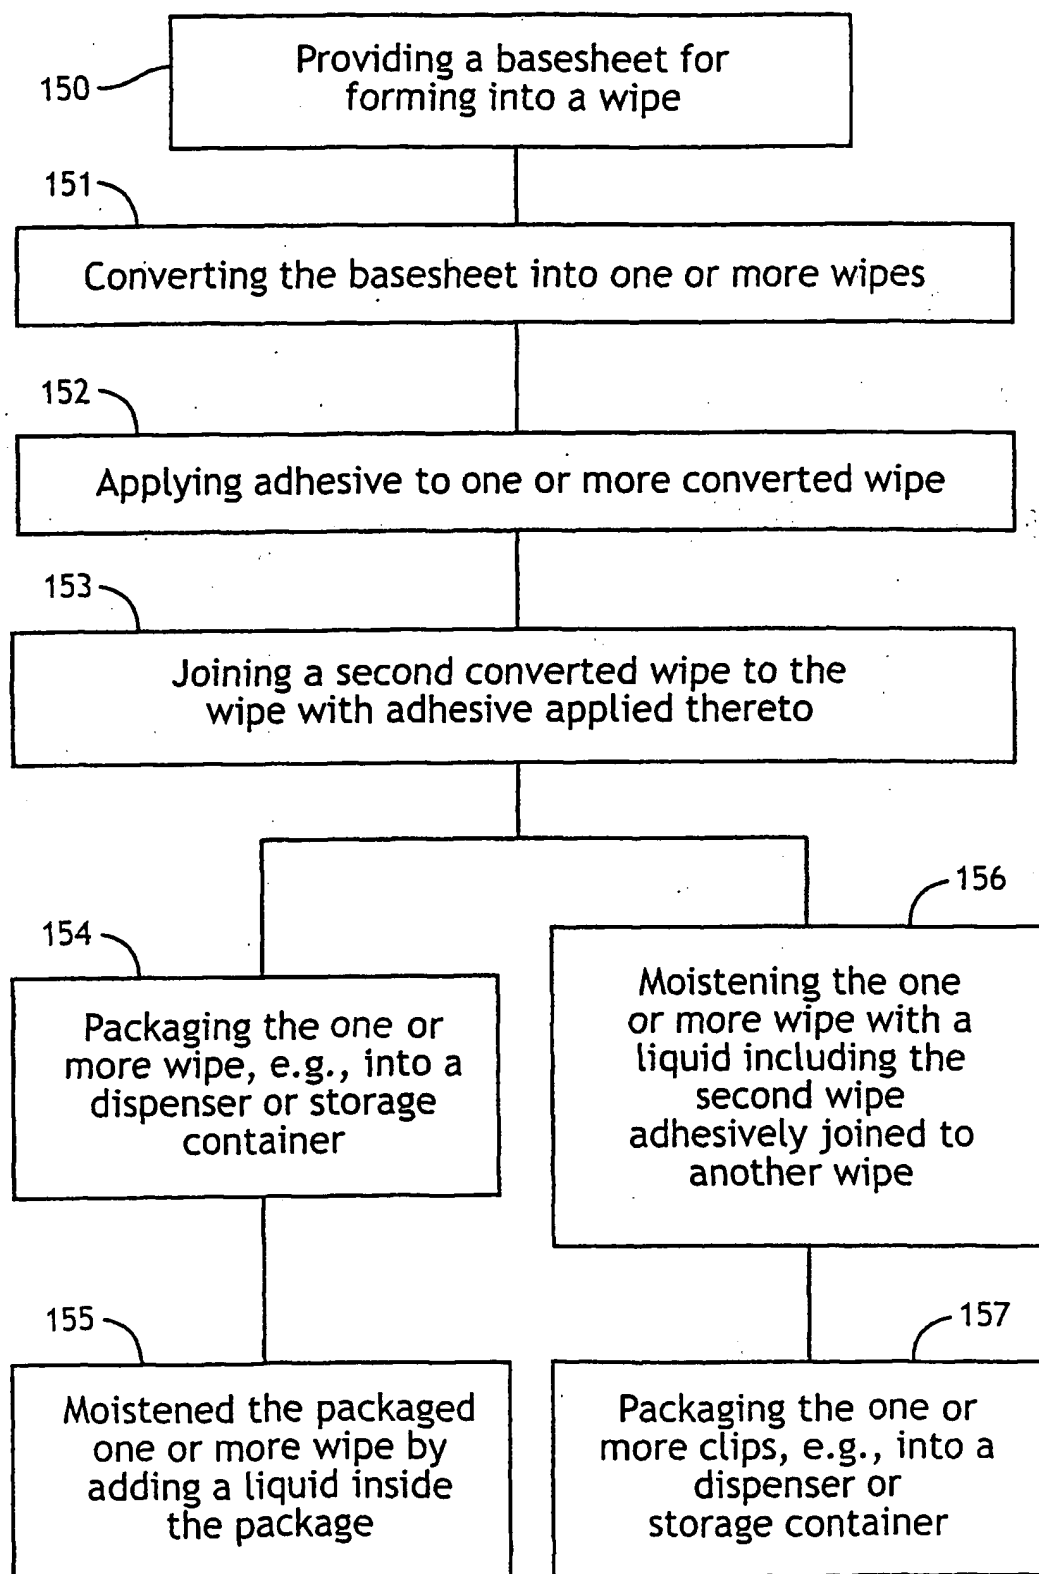 150
Providing a basesheet for
forming into a wipe
151
Converting the basesheet into one or more wipes
152
Applying adhesive to one or more converted wipe
153
Joining a second converted wipe to the
wipe with adhesive applied thereto
154
Packaging the one or
more wipe, e.g., into a
dispenser or storage
container
156
Moistening the one
or more wipe with a
liquid including the
second wipe
adhesively joined to
another wipe
155
Moistened the packaged
one or more wipe by
adding a liquid inside
the package
157
Packaging the one or
more clips, e.g., into a
dispenser or
storage container